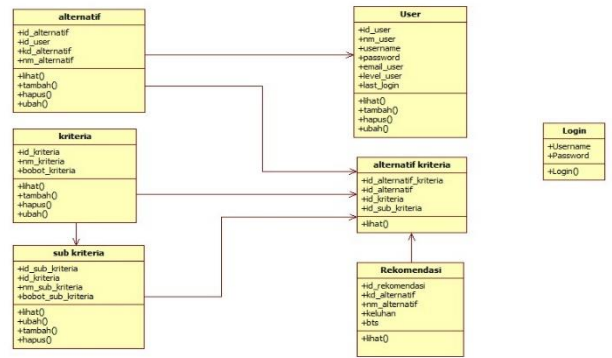 alternatif
+id_alternatif
+id_user
+kd_alternatif
+nm_alternatif
+lihat()
+tambah()
+hapus()
+ubah()
User
+id_user
+nm_user
+username
+password
+email_user
+level_user
+last_login
+lihat()
+tambah()
+hapus()
+ubah()
kriteria
+id_kriteria
+nm_kriteria
+bobot_kriteria
+lihat()
+tambah()
+hapus()
+ubah()
alternatif kriteria
+id_alternatif_kriteria
+id_alternatif
+id_kriteria
+id_sub_kriteria
+lihat()
Login
+Username
+Password
+Login()
sub kriteria
+id_sub_kriteria
+id_kriteria
+nm_sub_kriteria
+bobot_sub_kriteria
+lihat()
+ubah()
+tambah()
+hapus()
Rekomendasi
+id_rekomendasi
+kd_alternatif
+nm_alternatif
+keluhan
+bts
+lihat()